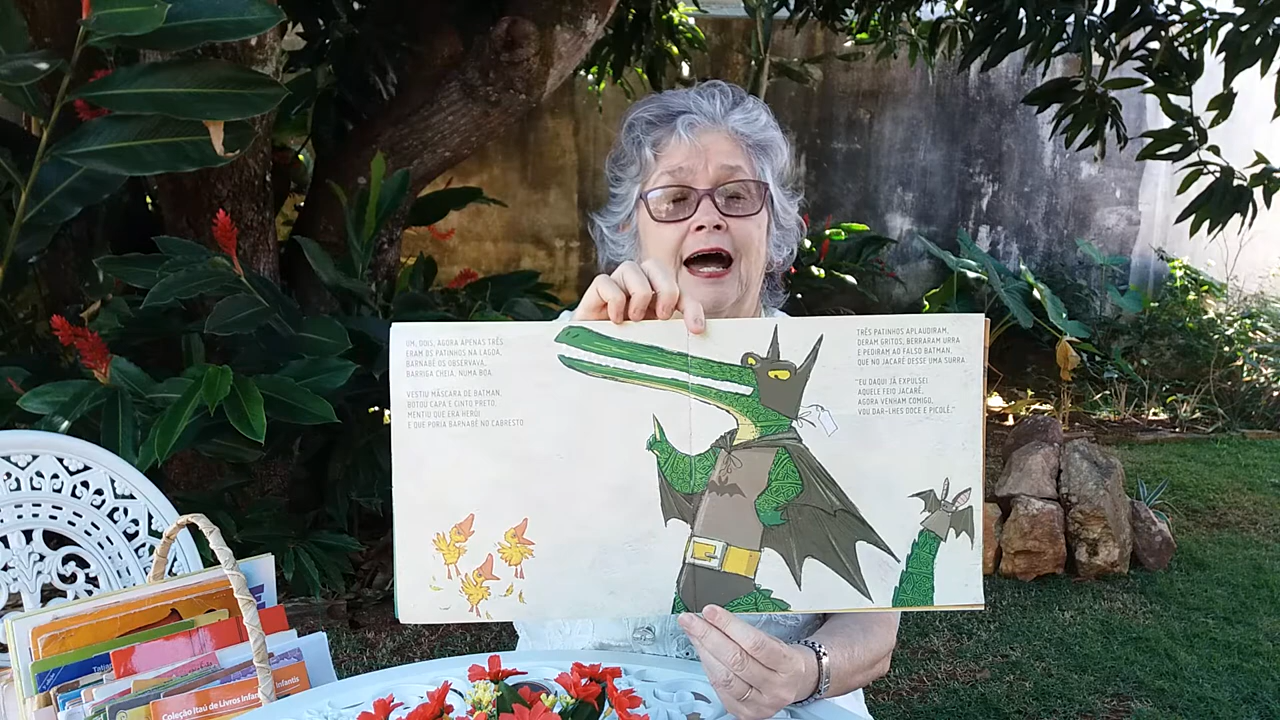 UM, DOIS, AGORA APENAS TRÊS
ERAM OS PATINHOS NA LAGOA,
BARNABÉ OS OBSERVAVA,
BARRIGA CHEIA, NUMA BOA.
VESTIU MÁSCARA DE BATMAN,
BOTOU CAPA E CINTO PRETO,
MENTIU QUE ERA HERÓI
E QUE PORIA BARNABÉ NO CABRESTO
TRÊS PATINHOS APLAUDIRAM,
DERAM GRITOS, BERRARAM URRA
E PEDIRAM AO FALSO BATMAN,
QUE NO JACARÉ DESSE UMA SURRA.
"EU DAQUI JÁ EXPULSEI
AQUELE FEIO JACARÉ,
AGORA VENHAM COMIGO,
VOU DAR-LHES DOCE E PICOLÉ."
Coleção Itaú de Livros Infantis